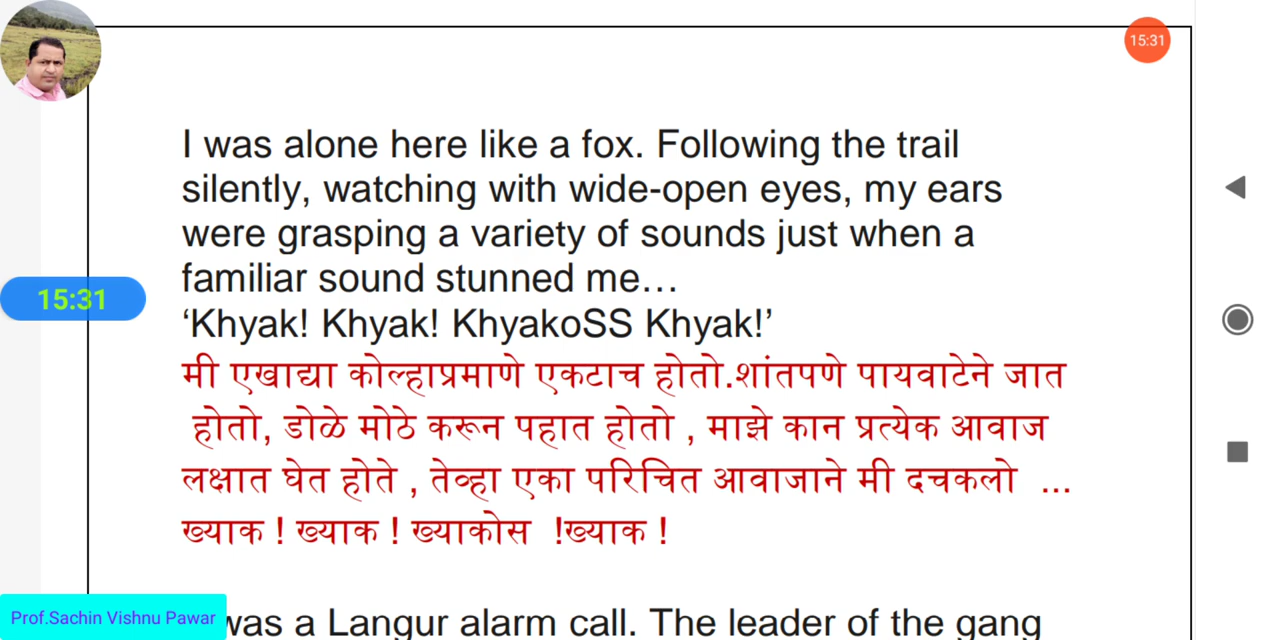 15:31
I was alone here like a fox. Following the trail
silently, watching with wide-open eyes, my ears
were grasping a variety of sounds just when a
familiar sound stunned me…
15:31
‘Khyak! Khyak! KhyakoSS Khyak!’
मी एखाद्या कोल्हाप्रमाणे एकटाच होतो.शांतपणे पायवाटेने जात
होतो, डोळे मोठे करून पहात होतो , माझे कान प्रत्येक आवाज
लक्षात घेत होते , तेव्हा एका परिचित आवाजाने मी दचकलो ...
ख्याक ! ख्याक ! ख्याकोस !ख्याक !
Prof.Sachin Vishnu Pawar
was a Langur alarm call. The leader of the gang